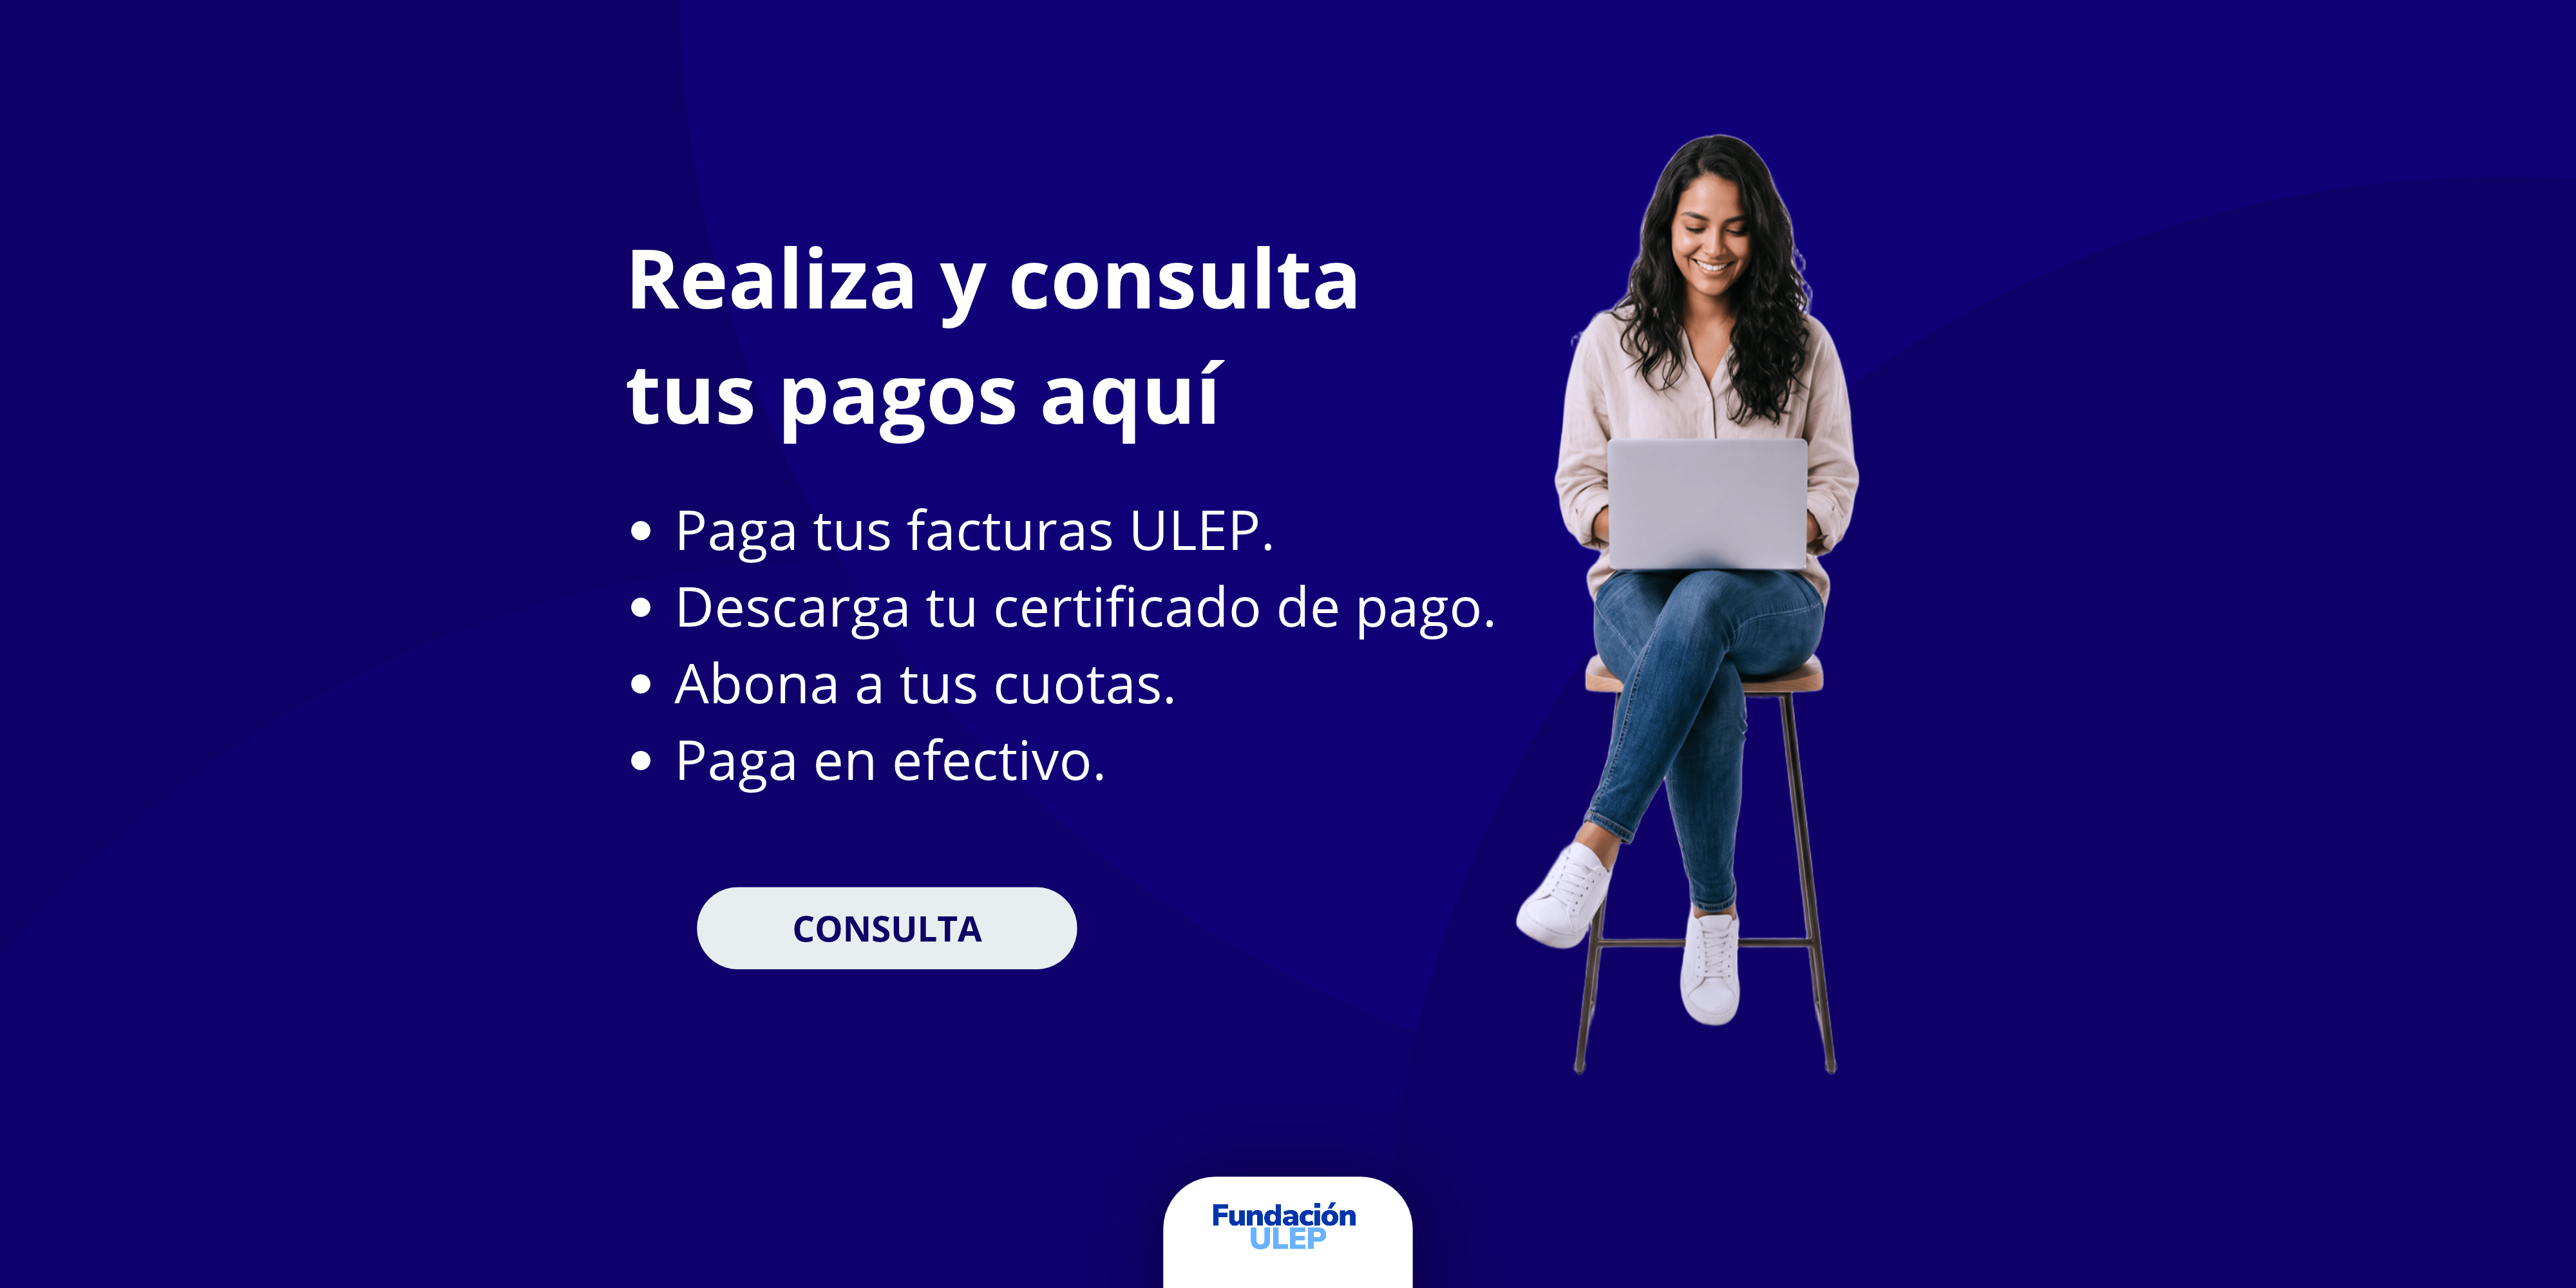 Realiza y consulta
tus pagos aquí
• Paga tus facturas ULEP.
• Descarga tu certificado de pago.
• Abona a tus cuotas.
• Paga en efectivo.
CONSULTA
Fundación
ULEP